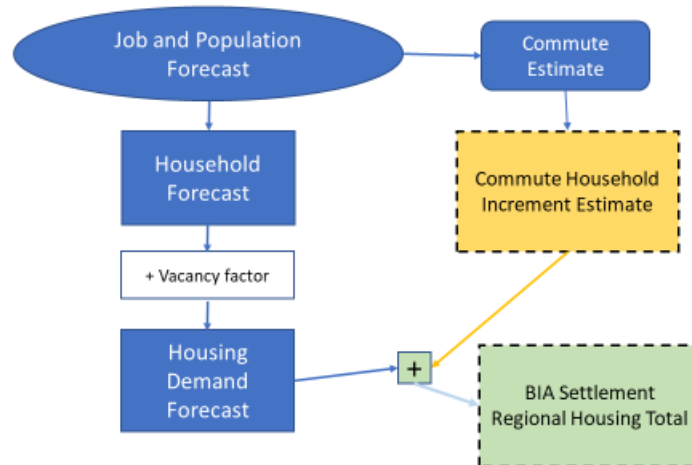 Job and Population
Forecast
Commute
Estimate
Household
Forecast
Commute Household
Increment Estimate
+ Vacancy factor
Housing
Demand
Forecast
+
BIA Settlement
Regional Housing Total